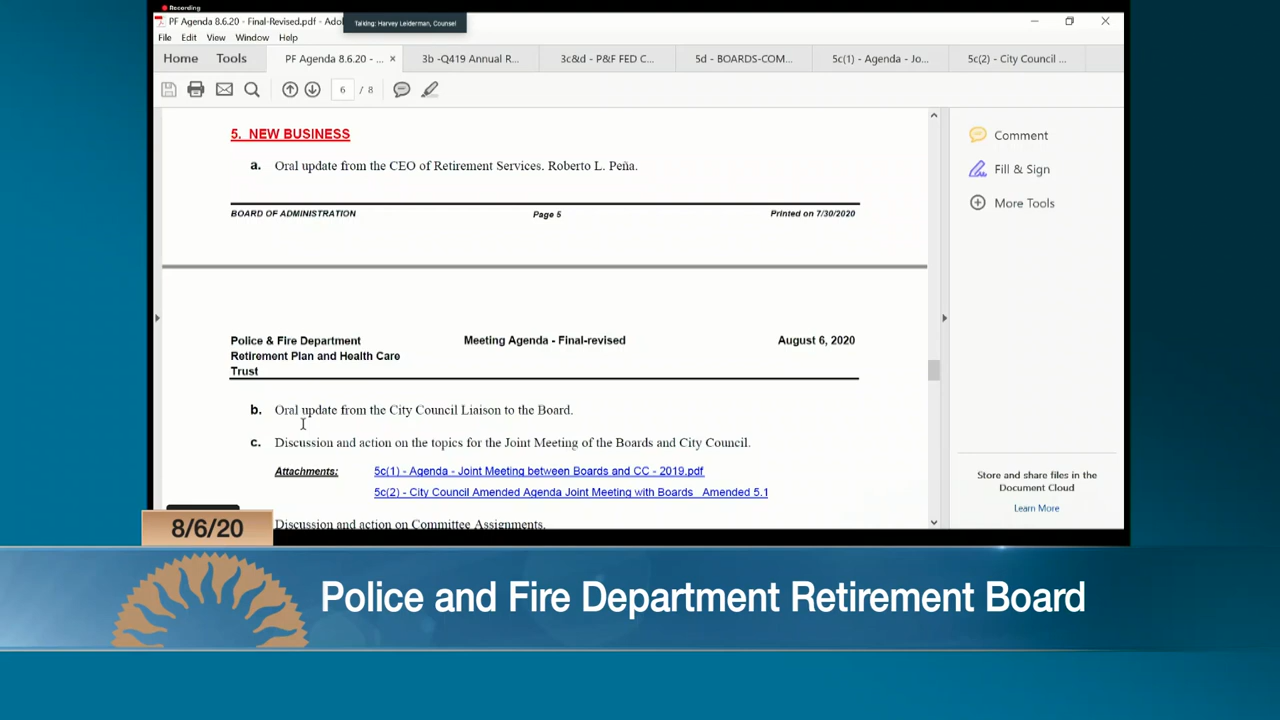 Recording
PF Agenda 8.6.20 - Final-Revised.pdf - Ado
Talking: Harvey Leiderman, Counsel
File Edit View Window Help
Home Tools PF Agenda 8.6.20 - ... × 3b -Q419 Annual R... 3c&d - P&F FED C... 5d - BOARDS-COM... 5c(1) - Agenda - Jo... 5c(2) - City Council ...
6 / 8
5. NEW BUSINESS
a. Oral update from the CEO of Retirement Services. Roberto L. Peña.
BOARD OF ADMINISTRATION Page 5 Printed on 7/30/2020
Police & Fire Department Meeting Agenda - Final-revised August 6, 2020
Retirement Plan and Health Care
Trust
b. Oral update from the City Council Liaison to the Board.
c. Discussion and action on the topics for the Joint Meeting of the Boards and City Council.
Attachments: 5c(1) - Agenda - Joint Meeting between Boards and CC - 2019.pdf
5c(2) - City Council Amended Agenda Joint Meeting with Boards Amended 5.1
Discussion and action on Committee Assignments.
Comment
Fill & Sign
More Tools
Store and share files in the
Document Cloud
Learn More
8/6/20
Police and Fire Department Retirement Board